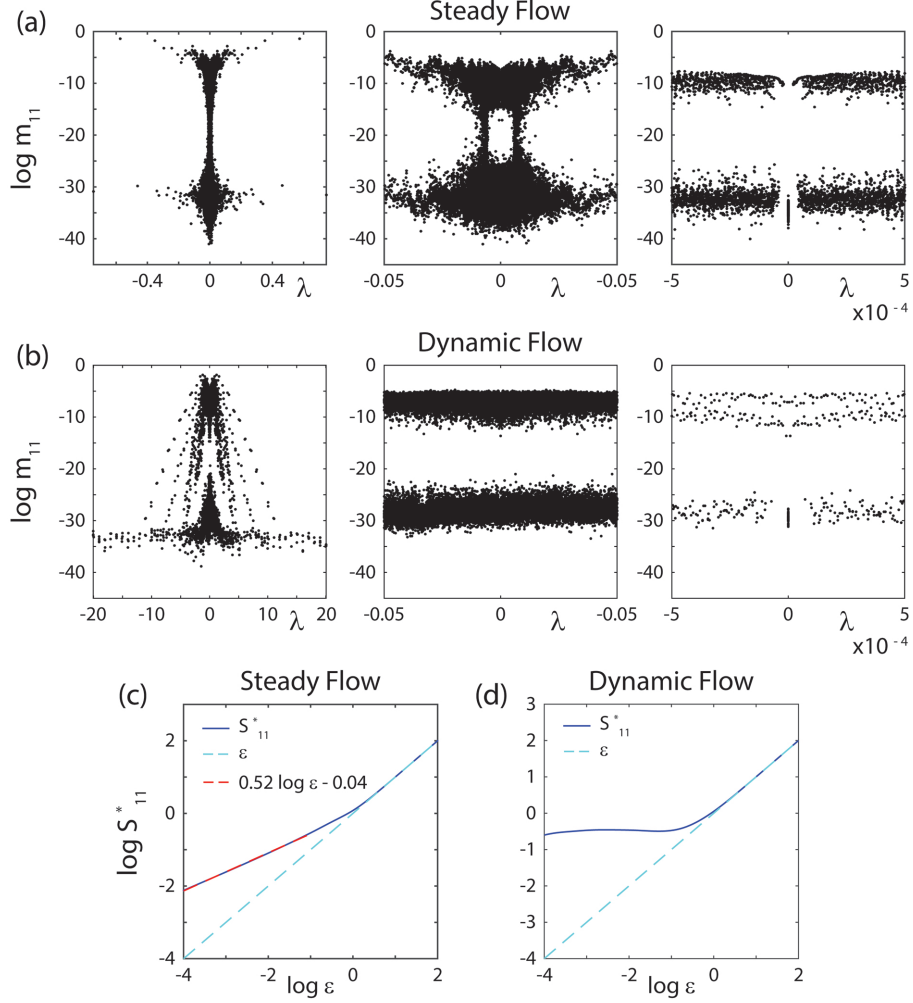 (a)
Steady Flow
log m11
0
-10
-20
-30
-40
-0.4
0
0.4
λ
0
-10
-20
-30
-40
-0.05
0
-0.05
λ
0
-10
-20
-30
-40
-5
0
5
λ
x10 -4
(b)
Dynamic Flow
log m11
0
-10
-20
-30
-40
-20
-10
0
10
20
λ
0
-10
-20
-30
-40
-0.05
0
-0.05
λ
0
-10
-20
-30
-40
-5
0
5
λ
x10 -4
(c)
Steady Flow
log S*11
2
0
-2
-4
S*11
ε
0.52 log ε - 0.04
-4
-2
0
2
log ε
(d)
Dynamic Flow
3
2
1
0
-1
-2
-3
-4
S*11
ε
-4
-2
0
2
log ε